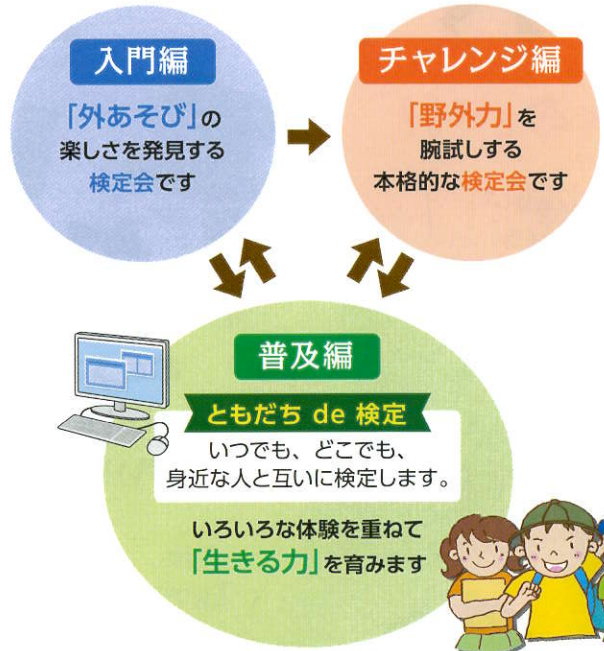 入門編
「外あそび」の
楽しさを発見する
検定会です
チャレンジ編
「野外力」を
腕試しする
本格的な検定会です
普及編
ともだち de 検定
いつでも、どこでも、
身近な人と互いに検定します。
いろいろな体験を重ねて
「生きる力」を育みます